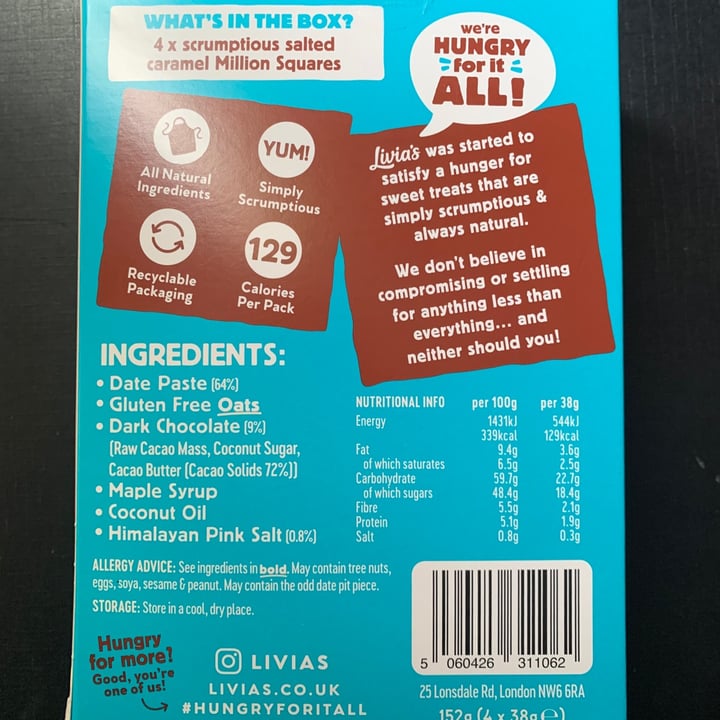 WHAT'S IN THE BOX?
4 x scrumptious salted
caramel Million Squares
we're
HUNGRY
for it
ALL!
All Natural
Ingredients
YUM!
Simply
Scrumptious
Recyclable
Packaging
129
Calories
Per Pack
Livia's was started to
satisfy a hunger for
sweet treats that are
simply scrumptious &
always natural.
We don't believe in
compromising or settling
for anything less than
everything... and
neither should you!
INGREDIENTS:
• Date Paste (64%)
• Gluten Free Oats
• Dark Chocolate (9%)
(Raw Cacao Mass, Coconut Sugar,
Cacao Butter (Cacao Solids 72%))
• Maple Syrup
• Coconut Oil
• Himalayan Pink Salt (0.8%)
NUTRITIONAL INFO per 100g per 38g
Energy 1431kJ 544kJ
339kcal 129kcal
Fat 9.4g 3.6g
of which saturates 6.5g 2.5g
Carbohydrate 59.7g 22.7g
of which sugars 48.4g 18.4g
Fibre 5.5g 2.1g
Protein 5.1g 1.9g
Salt 0.8g 0.3g
ALLERGY ADVICE: See ingredients in bold. May contain tree nuts,
eggs, soya, sesame & peanut. May contain the odd date pit piece.
STORAGE: Store in a cool, dry place.
Hungry
for more?
Good, you're
one of us!
LIVIAS
LIVIAS.CO.UK
#HUNGRYFORITALL
5 060426 311062
25 Lonsdale Rd, London NW6 6RA
152g (4 x 38g e)